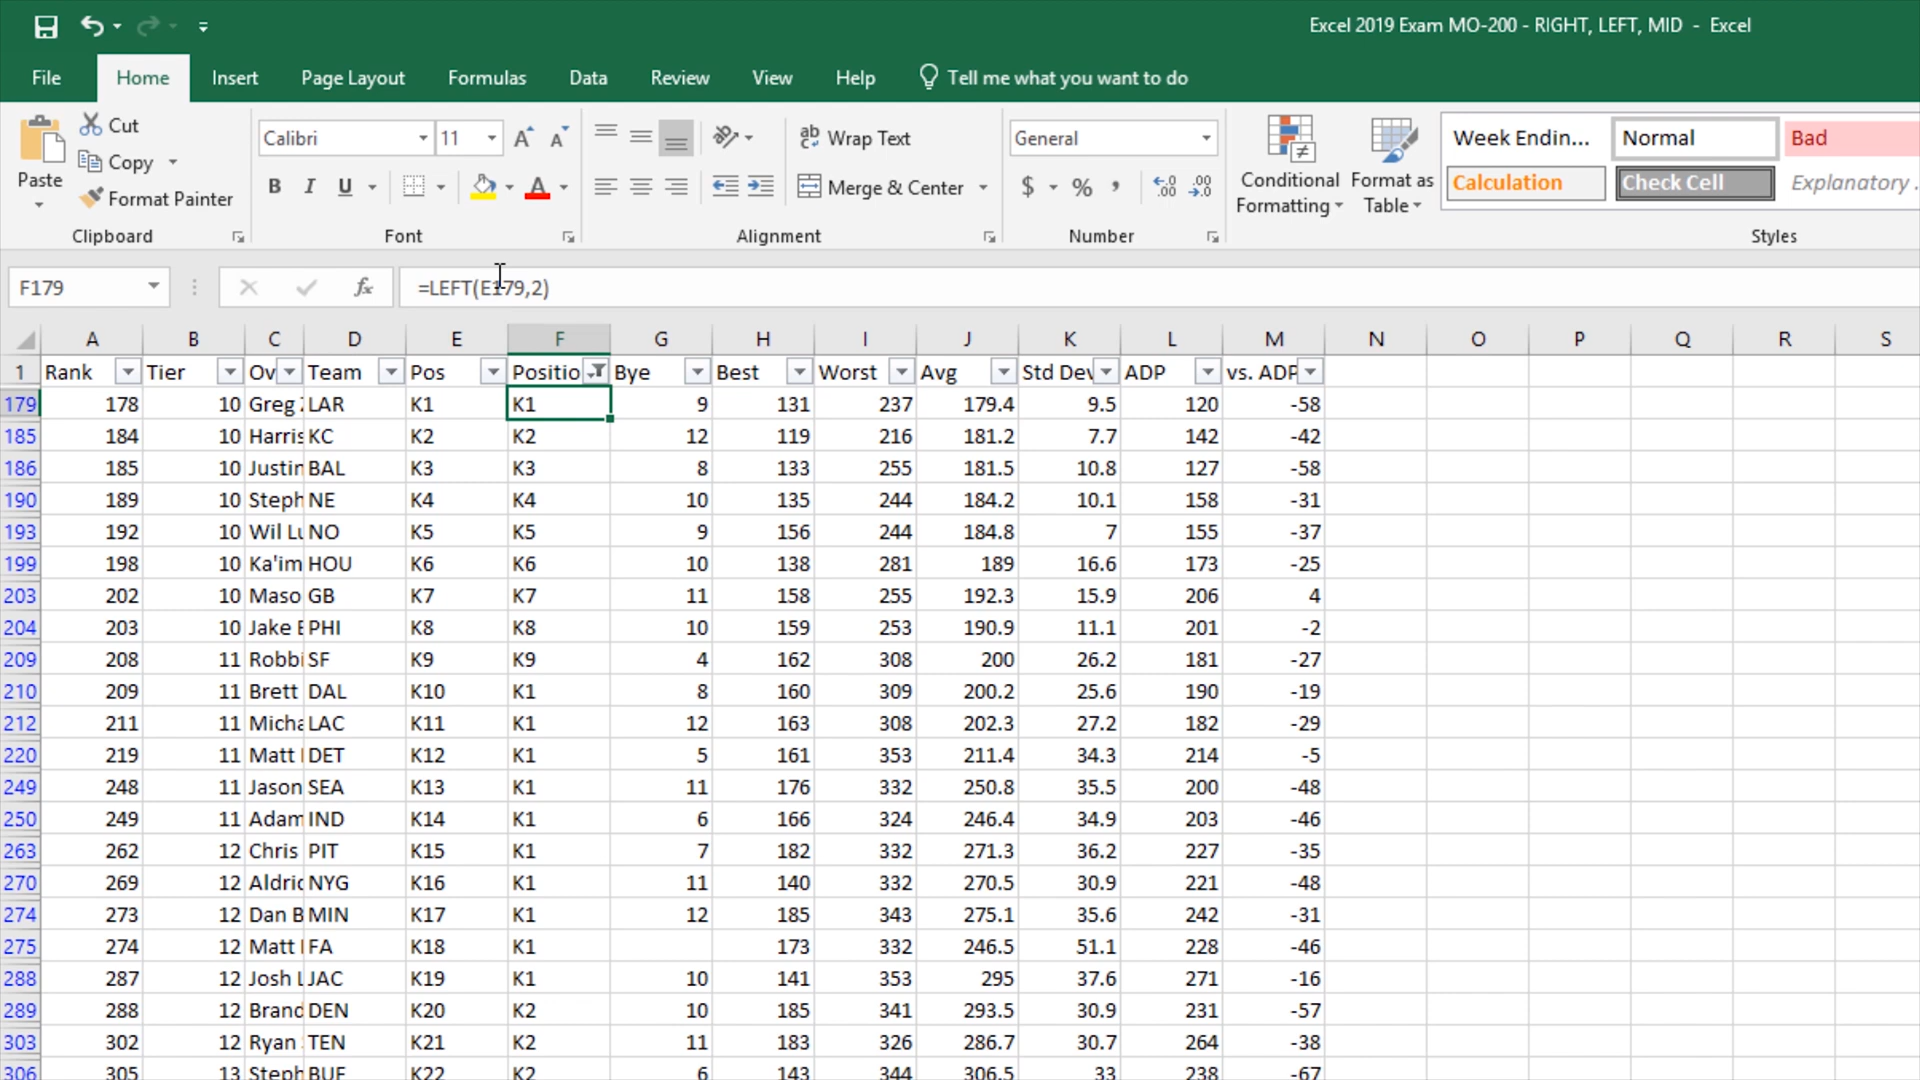 Excel 2019 Exam MO-200 - RIGHT, LEFT, MID - Excel
File Home Insert Page Layout Formulas Data Review View Help Tell me what you want to do
Paste Cut Copy Format Painter Clipboard
Calibri 11 A A B I U A Font
ab Wrap Text Merge & Center Alignment
General $ % , .00 .00 Number
Conditional Formatting Format as Table
Week Endin... Normal Bad
Calculation Check Cell Explanatory .
Styles
F179 fx =LEFT(E179,2)
A B C D E F G H I J K L M N O P Q R S
1 Rank Tier Ov Team Pos Positio Bye Best Worst Avg Std Dev ADP vs. ADP
179 178 10 Greg LAR K1 K1 9 131 237 179.4 9.5 120 -58
185 184 10 Harris KC K2 K2 12 119 216 181.2 7.7 142 -42
186 185 10 Justin BAL K3 K3 8 133 255 181.5 10.8 127 -58
190 189 10 Steph NE K4 K4 10 135 244 184.2 10.1 158 -31
193 192 10 Wil Lu NO K5 K5 9 156 244 184.8 7 155 -37
199 198 10 Ka'im HOU K6 K6 10 138 281 189 16.6 173 -25
203 202 10 Maso GB K7 K7 11 158 255 192.3 15.9 206 4
204 203 10 Jake PHI K8 K8 10 159 253 190.9 11.1 201 -2
209 208 11 Robbi SF K9 K9 4 162 308 200 26.2 181 -27
210 209 11 Brett DAL K10 K1 8 160 309 200.2 25.6 190 -19
212 211 11 Micha LAC K11 K1 12 163 308 202.3 27.2 182 -29
220 219 11 Matt DET K12 K1 5 161 353 211.4 34.3 214 -5
249 248 11 Jason SEA K13 K1 11 176 332 250.8 35.5 200 -48
250 249 11 Adam IND K14 K1 6 166 324 246.4 34.9 203 -46
263 262 12 Chris PIT K15 K1 7 182 332 271.3 36.2 227 -35
270 269 12 Aldric NYG K16 K1 11 140 332 270.5 30.9 221 -48
274 273 12 Dan B MIN K17 K1 12 185 343 275.1 35.6 242 -31
275 274 12 Matt FA K18 K1 173 332 246.5 51.1 228 -46
288 287 12 Josh L JAC K19 K1 10 141 353 295 37.6 271 -16
289 288 12 Brand DEN K20 K2 10 185 341 293.5 30.9 231 -57
303 302 12 Ryan TEN K21 K2 11 183 326 286.7 30.7 264 -38
306 305 13 Steph BUF K22 K2 6 143 344 306.5 33 238 -67